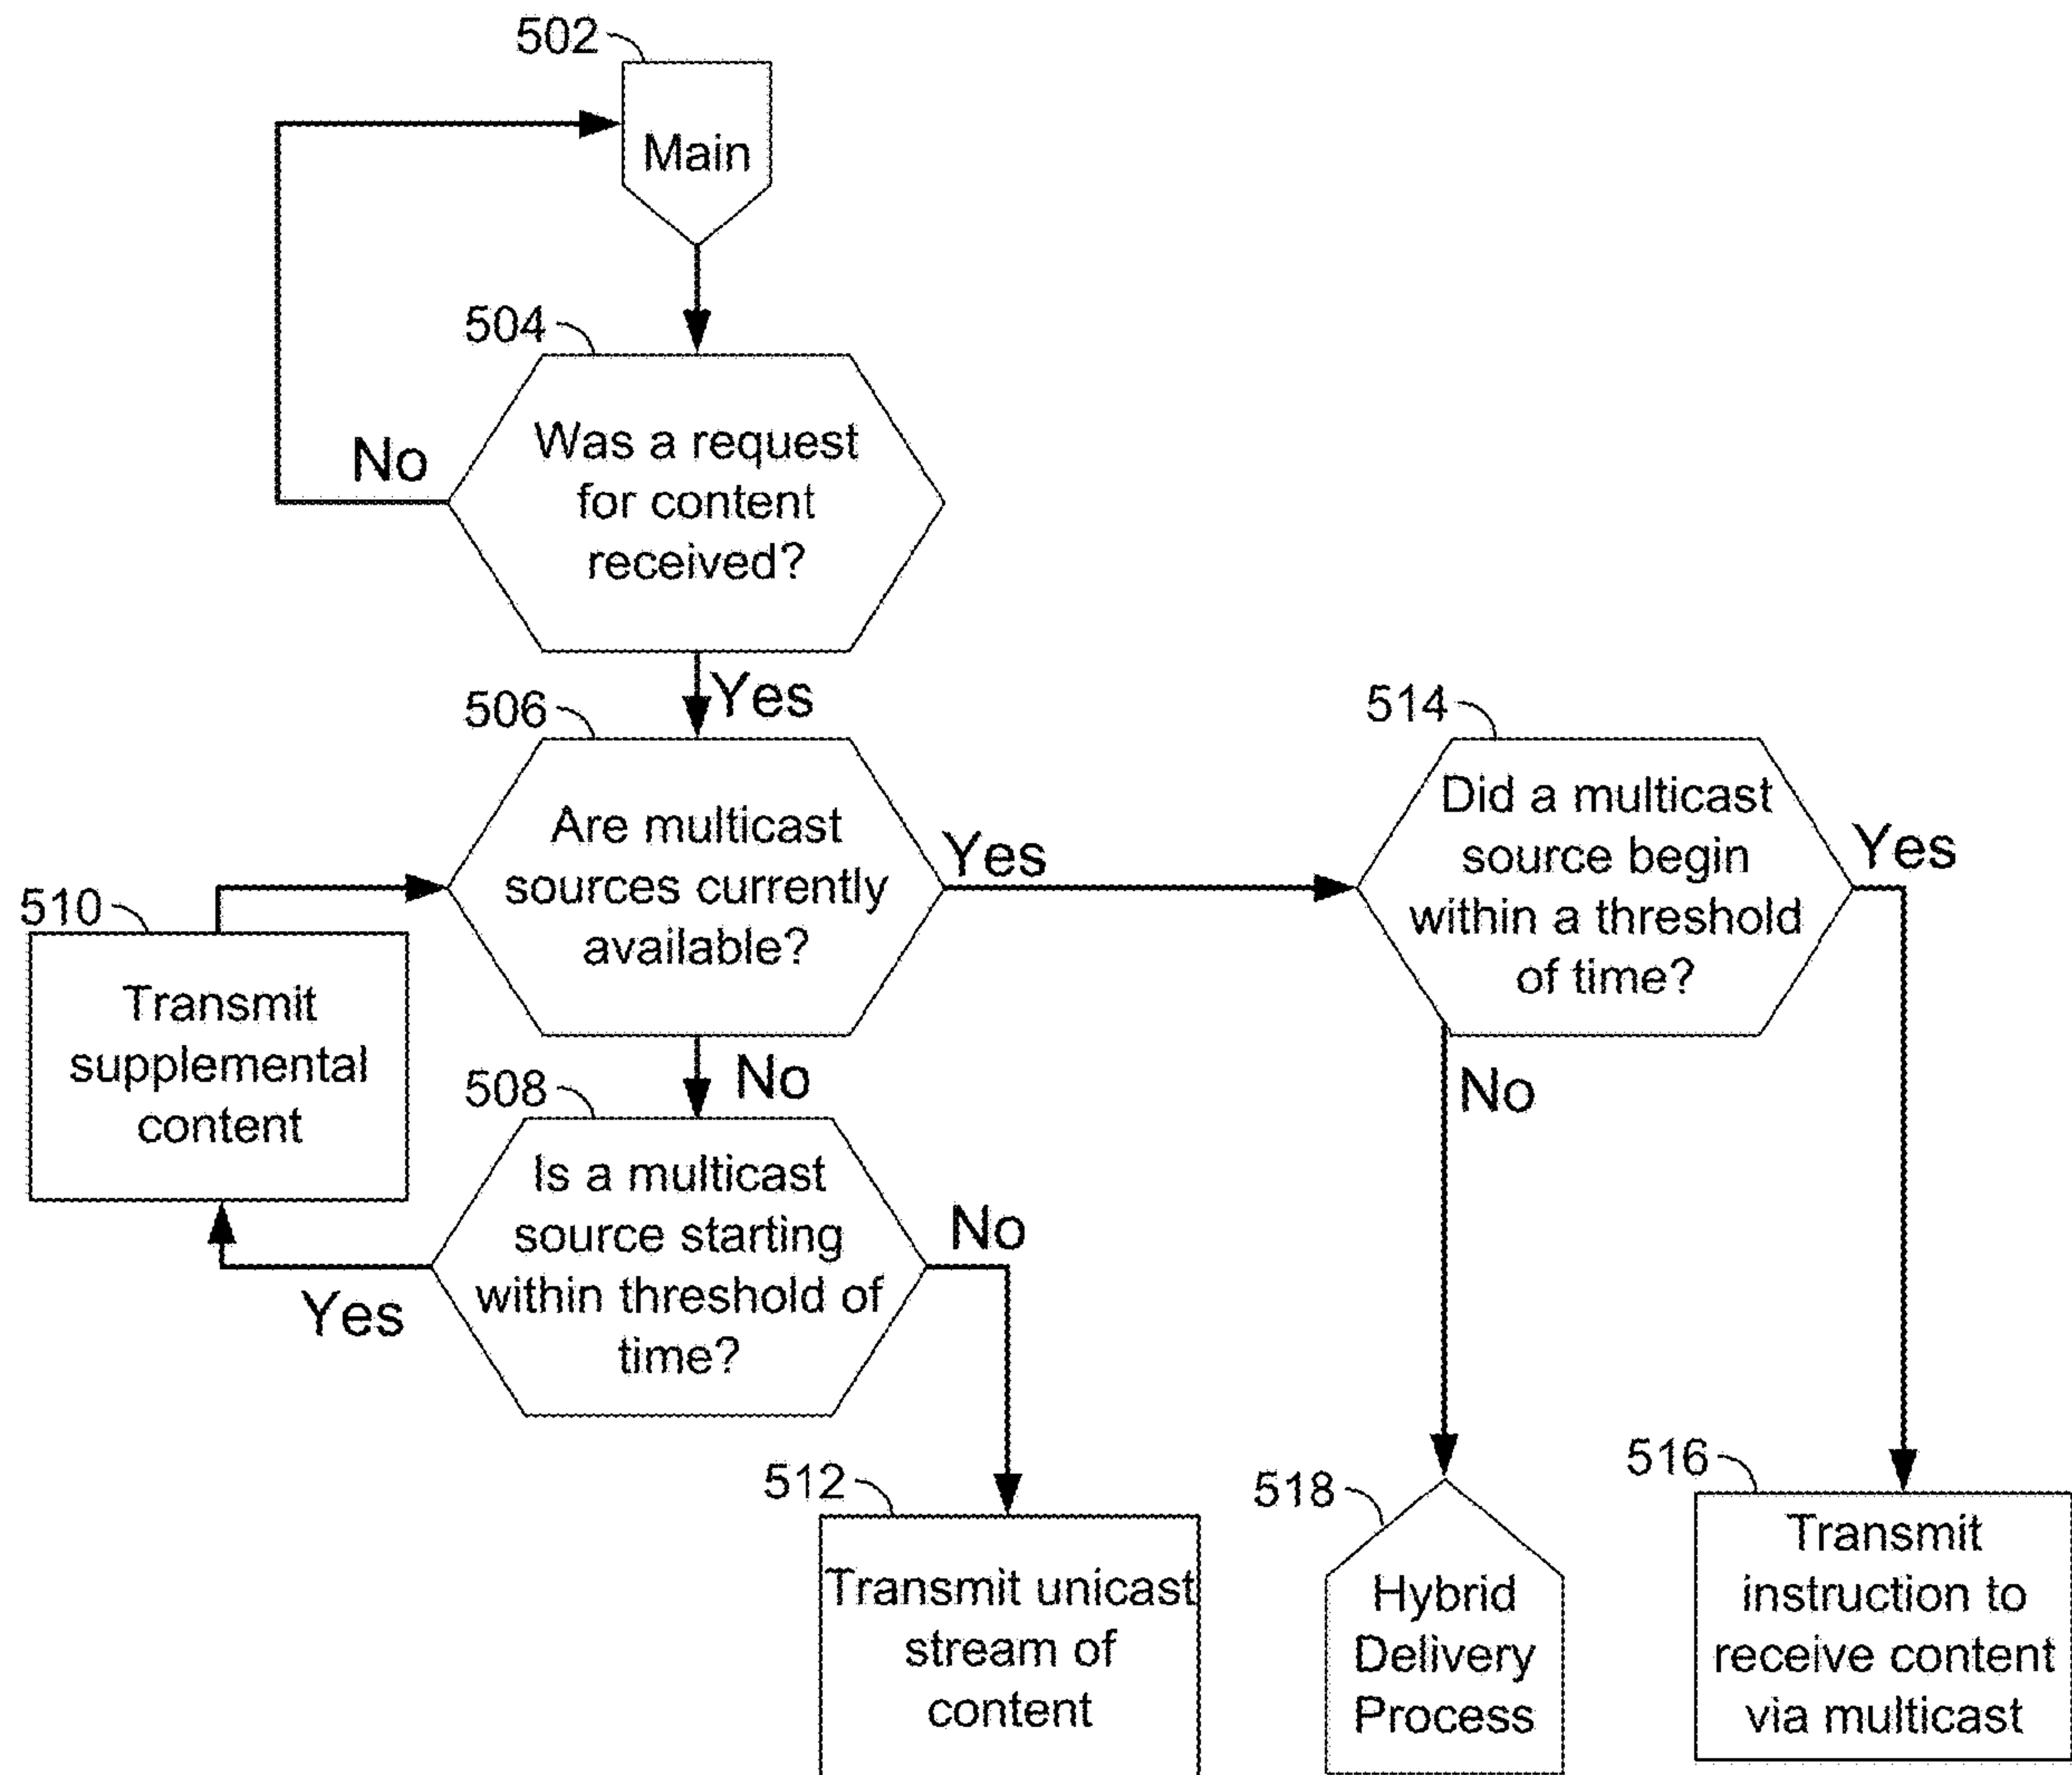 502
Main
504
Was a request
for content
received?
No
Yes
506
Are multicast
sources currently
available?
Yes
514
Did a multicast
source begin
within a threshold
of time?
Yes
510
Transmit
supplemental
content
No
508
Is a multicast
source starting
within threshold of
time?
Yes
No
No
512
Transmit unicast
stream of
content
518
Hybrid
Delivery
Process
516
Transmit
instruction to
receive content
via multicast